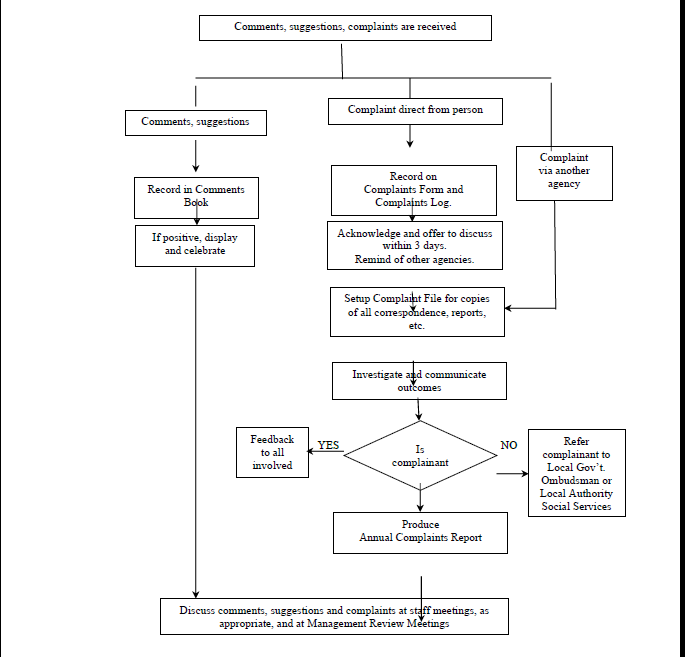 Comments, suggestions, complaints are received
Comments, suggestions
Complaint direct from person
Complaint
via another
agency
Record in Comments
Book
Record on
Complaints Form and
Complaints Log.
If positive, display
and celebrate
Acknowledge and offer to discuss
within 3 days.
Remind of other agencies.
Setup Complaint File for copies
of all correspondence, reports,
etc.
Investigate and communicate
outcomes
Feedback
to all
involved
YES
Is
complainant
NO
Refer
complainant to
Local Gov't.
Ombudsman or
Local Authority
Social Services
Produce
Annual Complaints Report
Discuss comments, suggestions and complaints at staff meetings, as
appropriate, and at Management Review Meetings